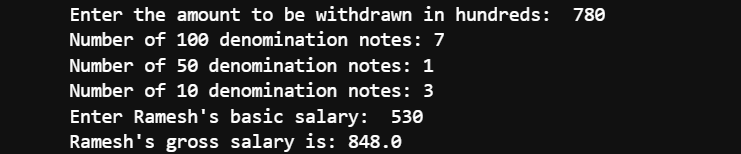 Enter the amount to be withdrawn in hundreds:  780
Number of 100 denomination notes: 7
Number of 50 denomination notes: 1
Number of 10 denomination notes: 3
Enter Ramesh's basic salary:  530
Ramesh's gross salary is: 848.0